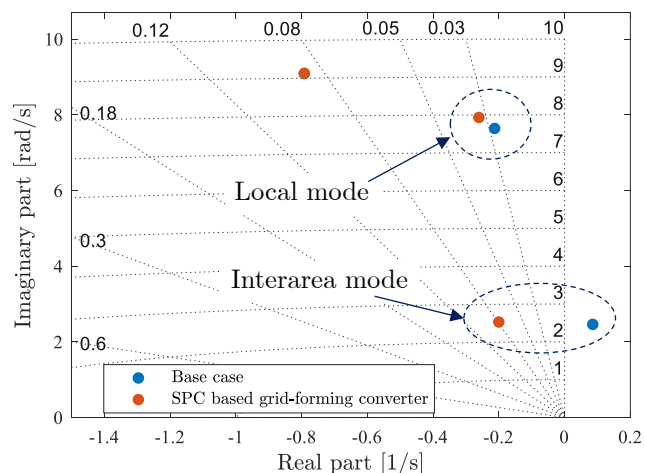 0.12 0.08 0.05 0.03 10
10
9
8
8
0.18
7
6
6
5
0.3
4
4
3
2
2
0.6
1
0
Local mode
Interarea mode
Base case
SPC based grid-forming converter
-1.4 -1.2 -1 -0.8 -0.6 -0.4 -0.2 0 0.2
Real part [1/s]
Imaginary part [rad/s]